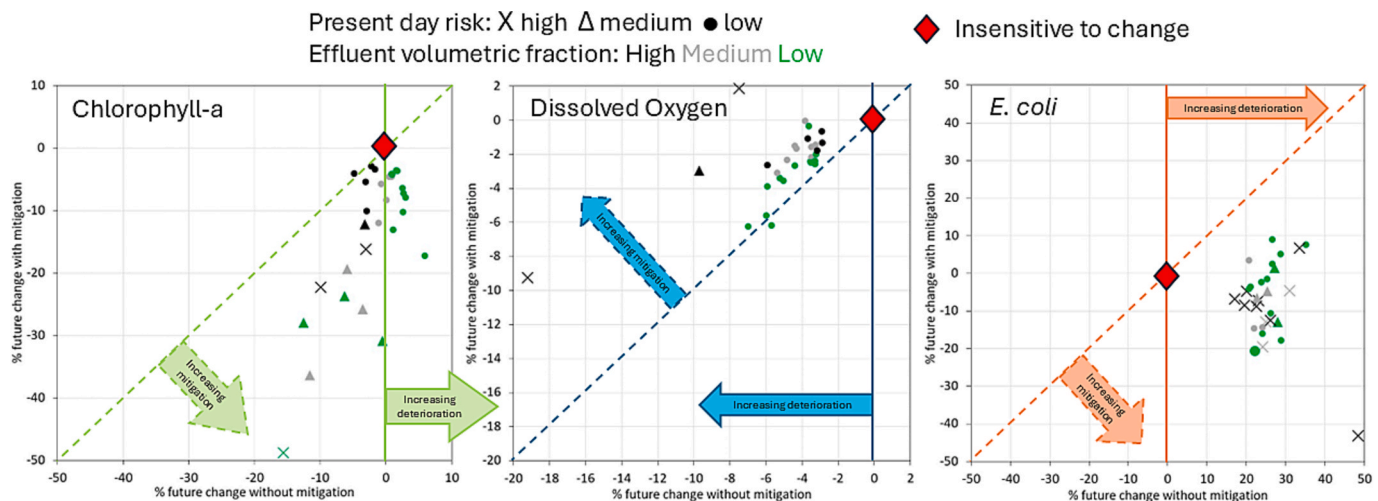 Present day risk: X high Δ medium ● low
Insensitive to change
Effluent volumetric fraction: High Medium Low
Chlorophyll-a
10
0
-10
-20
-30
-40
-50
% future change with mitigation
-50
-40
-30
-20
-10
0
10
% future change without mitigation
Increasing
mitigation
Increasing
deterioration
Dissolved Oxygen
2
0
-2
-4
-6
-8
-10
-12
-14
-16
-18
-20
% future change with mitigation
-20
-18
-16
-14
-12
-10
-8
-6
-4
-2
0
2
% future change without mitigation
Increasing mitigation
Increasing deterioration
E. coli
50
40
30
20
10
0
-10
-20
-30
-40
-50
% future change with mitigation
-50
-40
-30
-20
-10
0
10
20
30
40
50
% future change without mitigation
Increasing deterioration
Increasing
mitigation